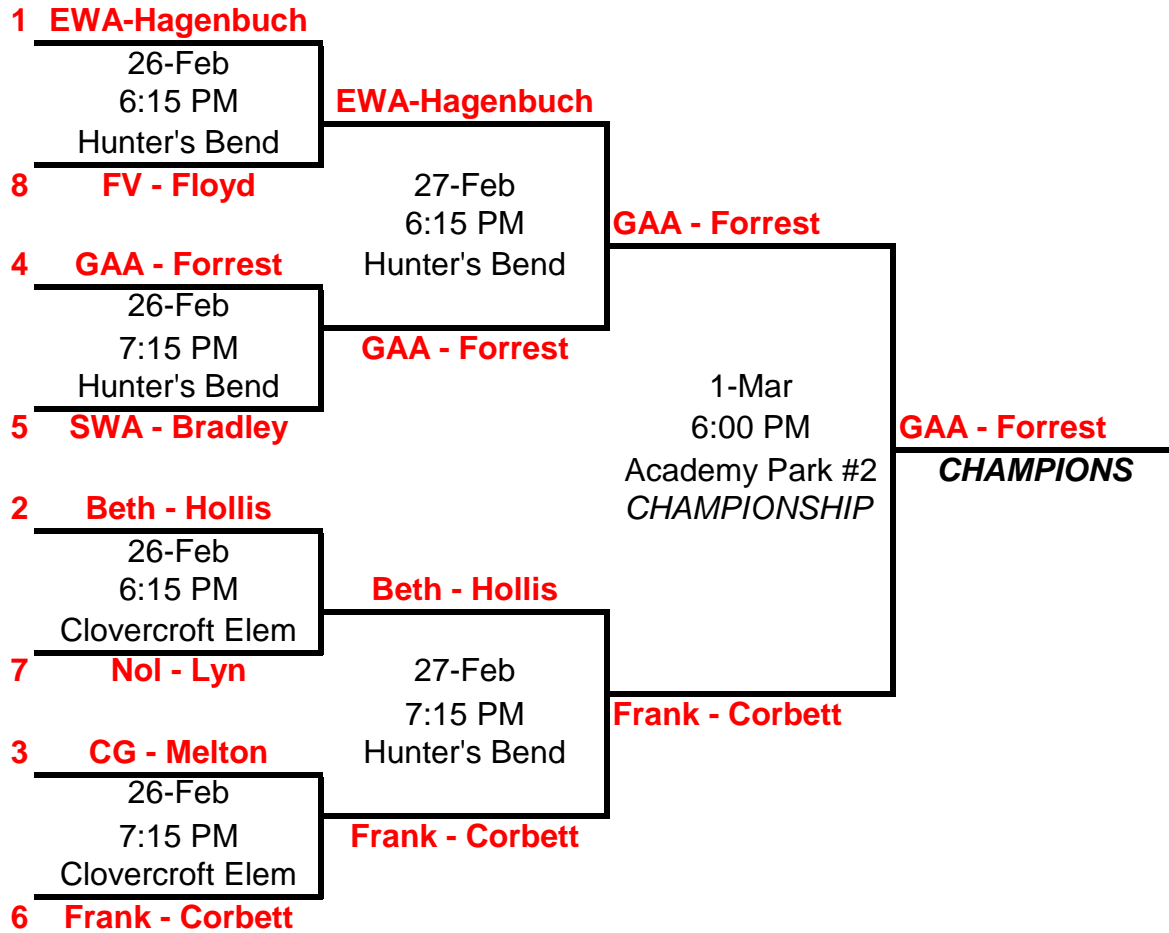 1 EWA-Hagenbuch
26-Feb
6:15 PM
Hunter's Bend
8 FV - Floyd
4 GAA - Forrest
26-Feb
7:15 PM
Hunter's Bend
5 SWA - Bradley
2 Beth - Hollis
26-Feb
6:15 PM
Clovercroft Elem
7 Nol - Lyn
3 CG - Melton
26-Feb
7:15 PM
Clovercroft Elem
6 Frank - Corbett
EWA-Hagenbuch
27-Feb
6:15 PM
Hunter's Bend
GAA - Forrest
Beth - Hollis
27-Feb
7:15 PM
Hunter's Bend
Frank - Corbett
GAA - Forrest
1-Mar
6:00 PM
Academy Park #2
CHAMPIONSHIP
Frank - Corbett
GAA - Forrest
CHAMPIONS